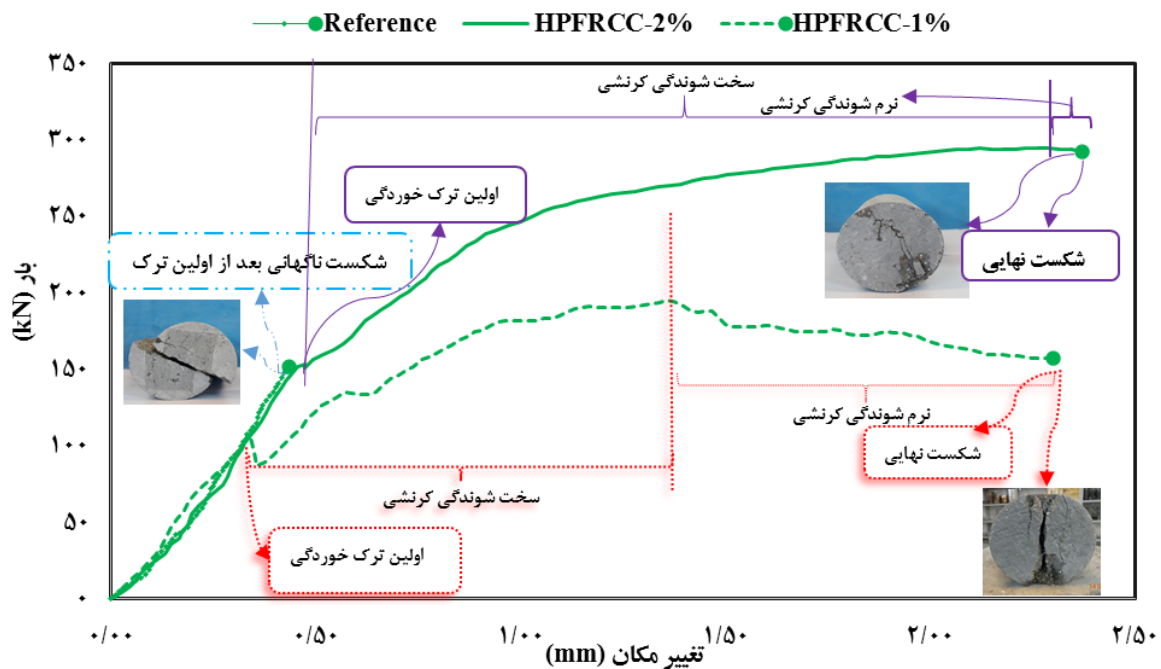 Reference HPFRCC-2% HPFRCC-1%
۳۵۰
۳۰۰
۲۵۰
۲۰۰
۱۵۰
۱۰۰
۵۰
۰
بار (kN)
سخت شوندگی کرنشی
نرم شوندگی کرنشی
اولین ترک خوردگی
شکست ناگهانی بعد از اولین ترک
شکست نهایی
نرم شوندگی کرنشی
شکست نهایی
سخت شوندگی کرنشی
اولین ترک خوردگی
۰/۰۰ ۰/۵۰ ۱/۰۰ ۱/۵۰ ۲/۰۰ ۲/۵۰
تغییر مکان (mm)